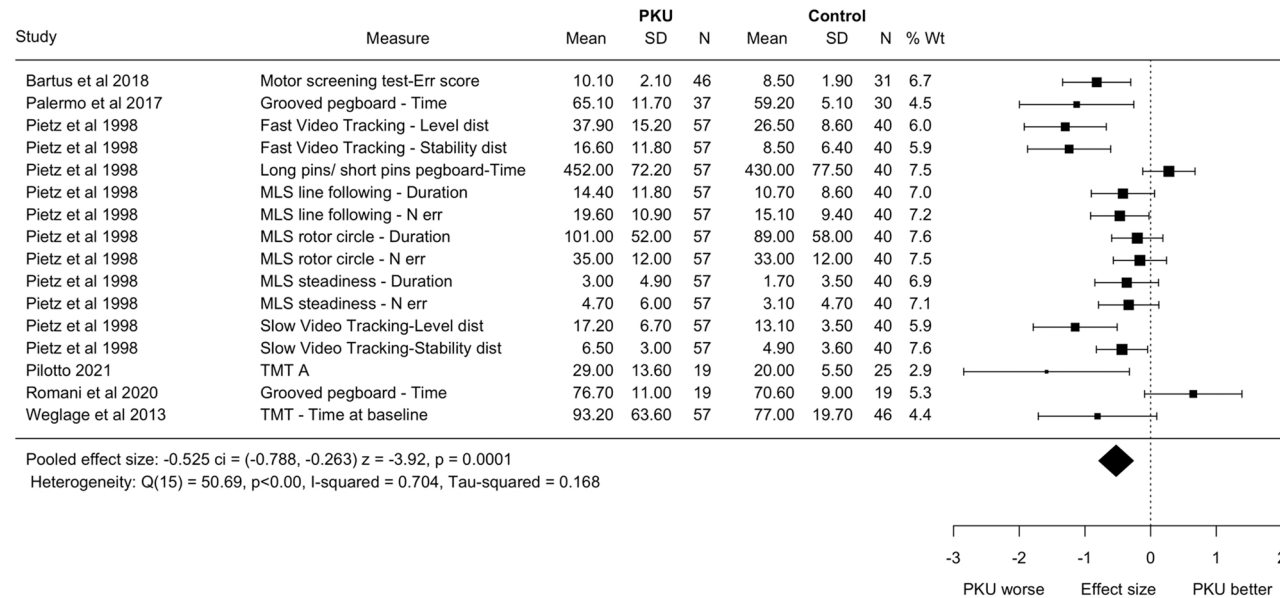 PKU Control
Study Measure Mean SD N Mean SD N % Wt
Bartus et al 2018 Motor screening test-Err score 10.10 2.10 46 8.50 1.90 31 6.7
Palermo et al 2017 Grooved pegboard - Time 65.10 11.70 37 59.20 5.10 30 4.5
Pietz et al 1998 Fast Video Tracking - Level dist 37.90 15.20 57 26.50 8.60 40 6.0
Pietz et al 1998 Fast Video Tracking - Stability dist 16.60 11.80 57 8.50 6.40 40 5.9
Pietz et al 1998 Long pins/ short pins pegboard-Time 452.00 72.20 57 430.00 77.50 40 7.5
Pietz et al 1998 MLS line following - Duration 14.40 11.80 57 10.70 8.60 40 7.0
Pietz et al 1998 MLS line following - N err 19.60 10.90 57 15.10 9.40 40 7.2
Pietz et al 1998 MLS rotor circle - Duration 101.00 52.00 57 89.00 58.00 40 7.6
Pietz et al 1998 MLS rotor circle - N err 35.00 12.00 57 33.00 12.00 40 7.5
Pietz et al 1998 MLS steadiness - Duration 3.00 4.90 57 1.70 3.50 40 6.9
Pietz et al 1998 MLS steadiness - N err 4.70 6.00 57 3.10 4.70 40 7.1
Pietz et al 1998 Slow Video Tracking-Level dist 17.20 6.70 57 13.10 3.50 40 5.9
Pietz et al 1998 Slow Video Tracking-Stability dist 6.50 3.00 57 4.90 3.60 40 7.6
Pilotto 2021 TMT A 29.00 13.60 19 20.00 5.50 25 2.9
Romani et al 2020 Grooved pegboard - Time 76.70 11.00 19 70.60 9.00 19 5.3
Weglage et al 2013 TMT - Time at baseline 93.20 63.60 57 77.00 19.70 46 4.4
Pooled effect size: -0.525 ci = (-0.788, -0.263) z = -3.92, p = 0.0001
Heterogeneity: Q(15) = 50.69, p<0.00, I-squared = 0.704, Tau-squared = 0.168
-3 -2 -1 0 1 2
PKU worse Effect size PKU better